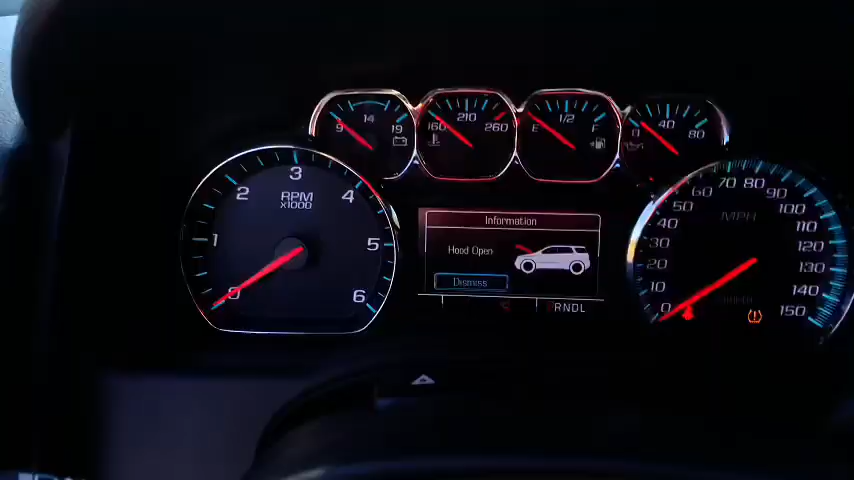 9 14 19
160 210 260
E 1/2 F
0 40 80
0 1 2 3 4 5 6
RPM
x1000
Information
Hood Open
Dismiss
RNDL
0 10 20 30 40 50 60 70 80 90 100 110 120 130 140 150
MPH